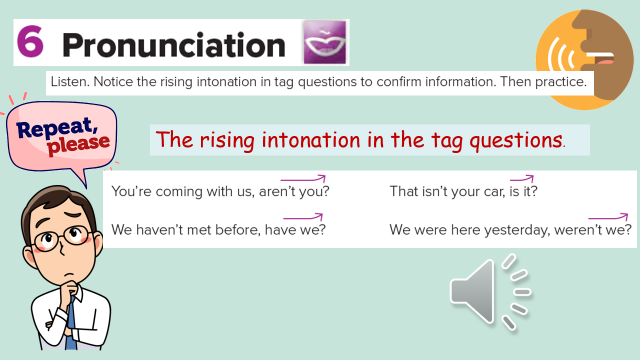 6 Pronunciation
Listen. Notice the rising intonation in tag questions to confirm information. Then practice.
Repeat,
please
The rising intonation in the tag questions.
You're coming with us, aren't you?
That isn't your car, is it?
We haven't met before, have we?
We were here yesterday, weren't we?